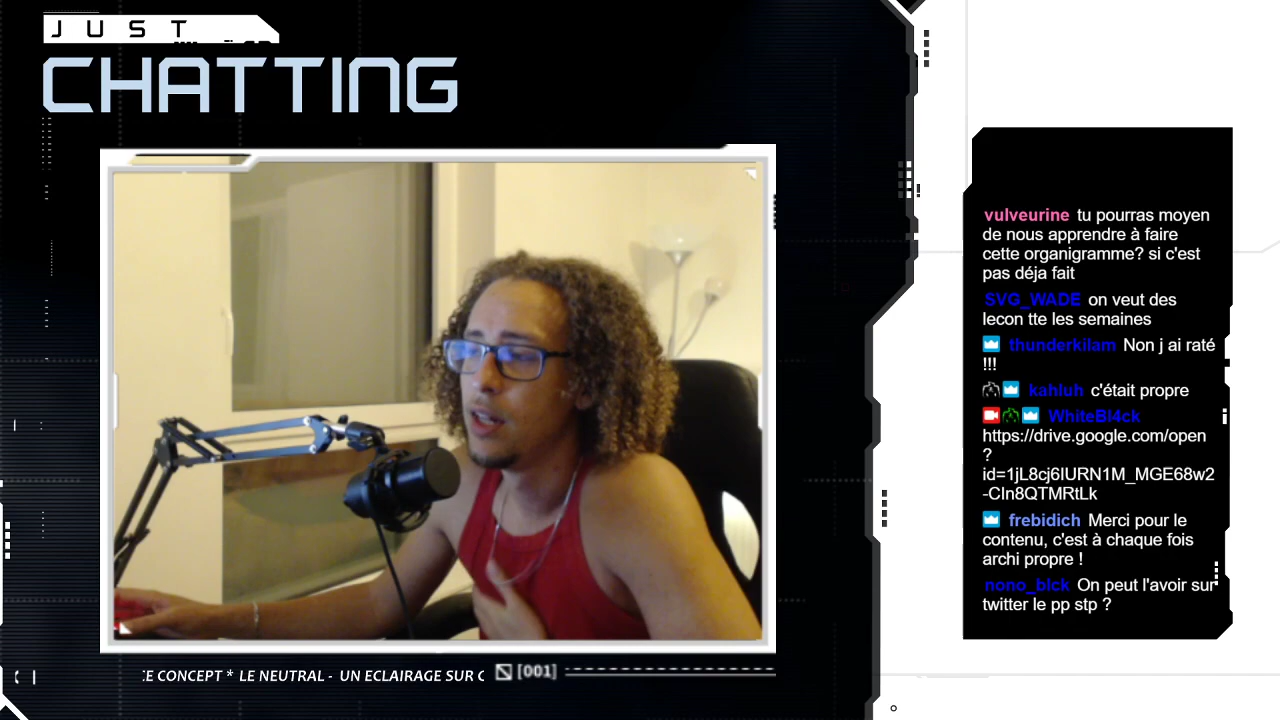 JUST
CHATTING
vulveurine tu pourras moyen
de nous apprendre à faire
cette organigramme? si c'est
pas déja fait
SVG_WADE on veut des
lecon tte les semaines
thunderkilam Non j ai raté
!!!
kahluh c'était propre
WhiteBl4ck
https://drive.google.com/open
?
id=1jL8cj6lURN1M_MGE68w2
-CIn8QTMRtLk
frebidich Merci pour le
contenu, c'est à chaque fois
archi propre !
nono_blck On peut l'avoir sur
twitter le pp stp ?
E CONCEPT * LE NEUTRAL - UN ECLAIRAGE SUR C
[001]